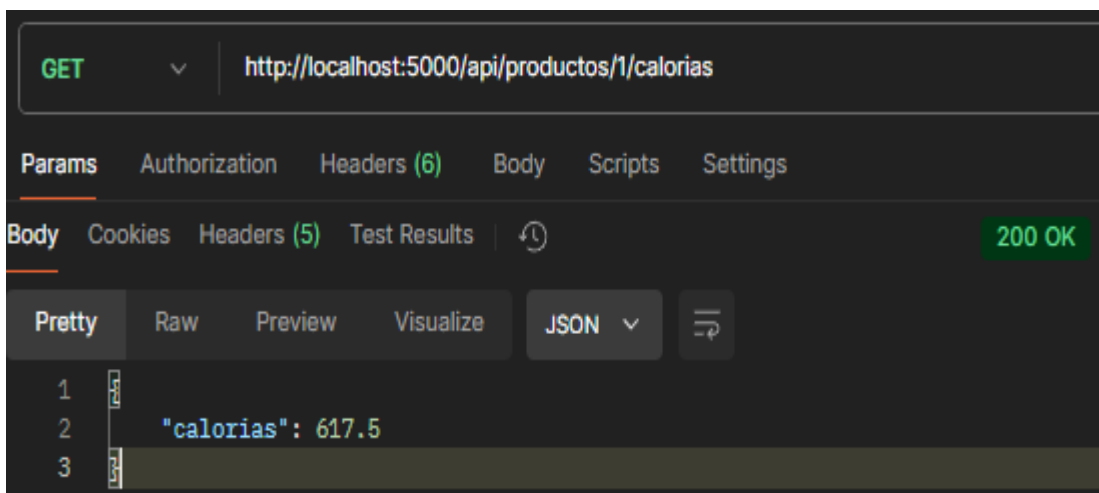 GET http://localhost:5000/api/productos/1/calorias
Params Authorization Headers (6) Body Scripts Settings
Body Cookies Headers (5) Test Results 200 OK
Pretty Raw Preview Visualize JSON
1 {
2 "calorias": 617.5
3 }